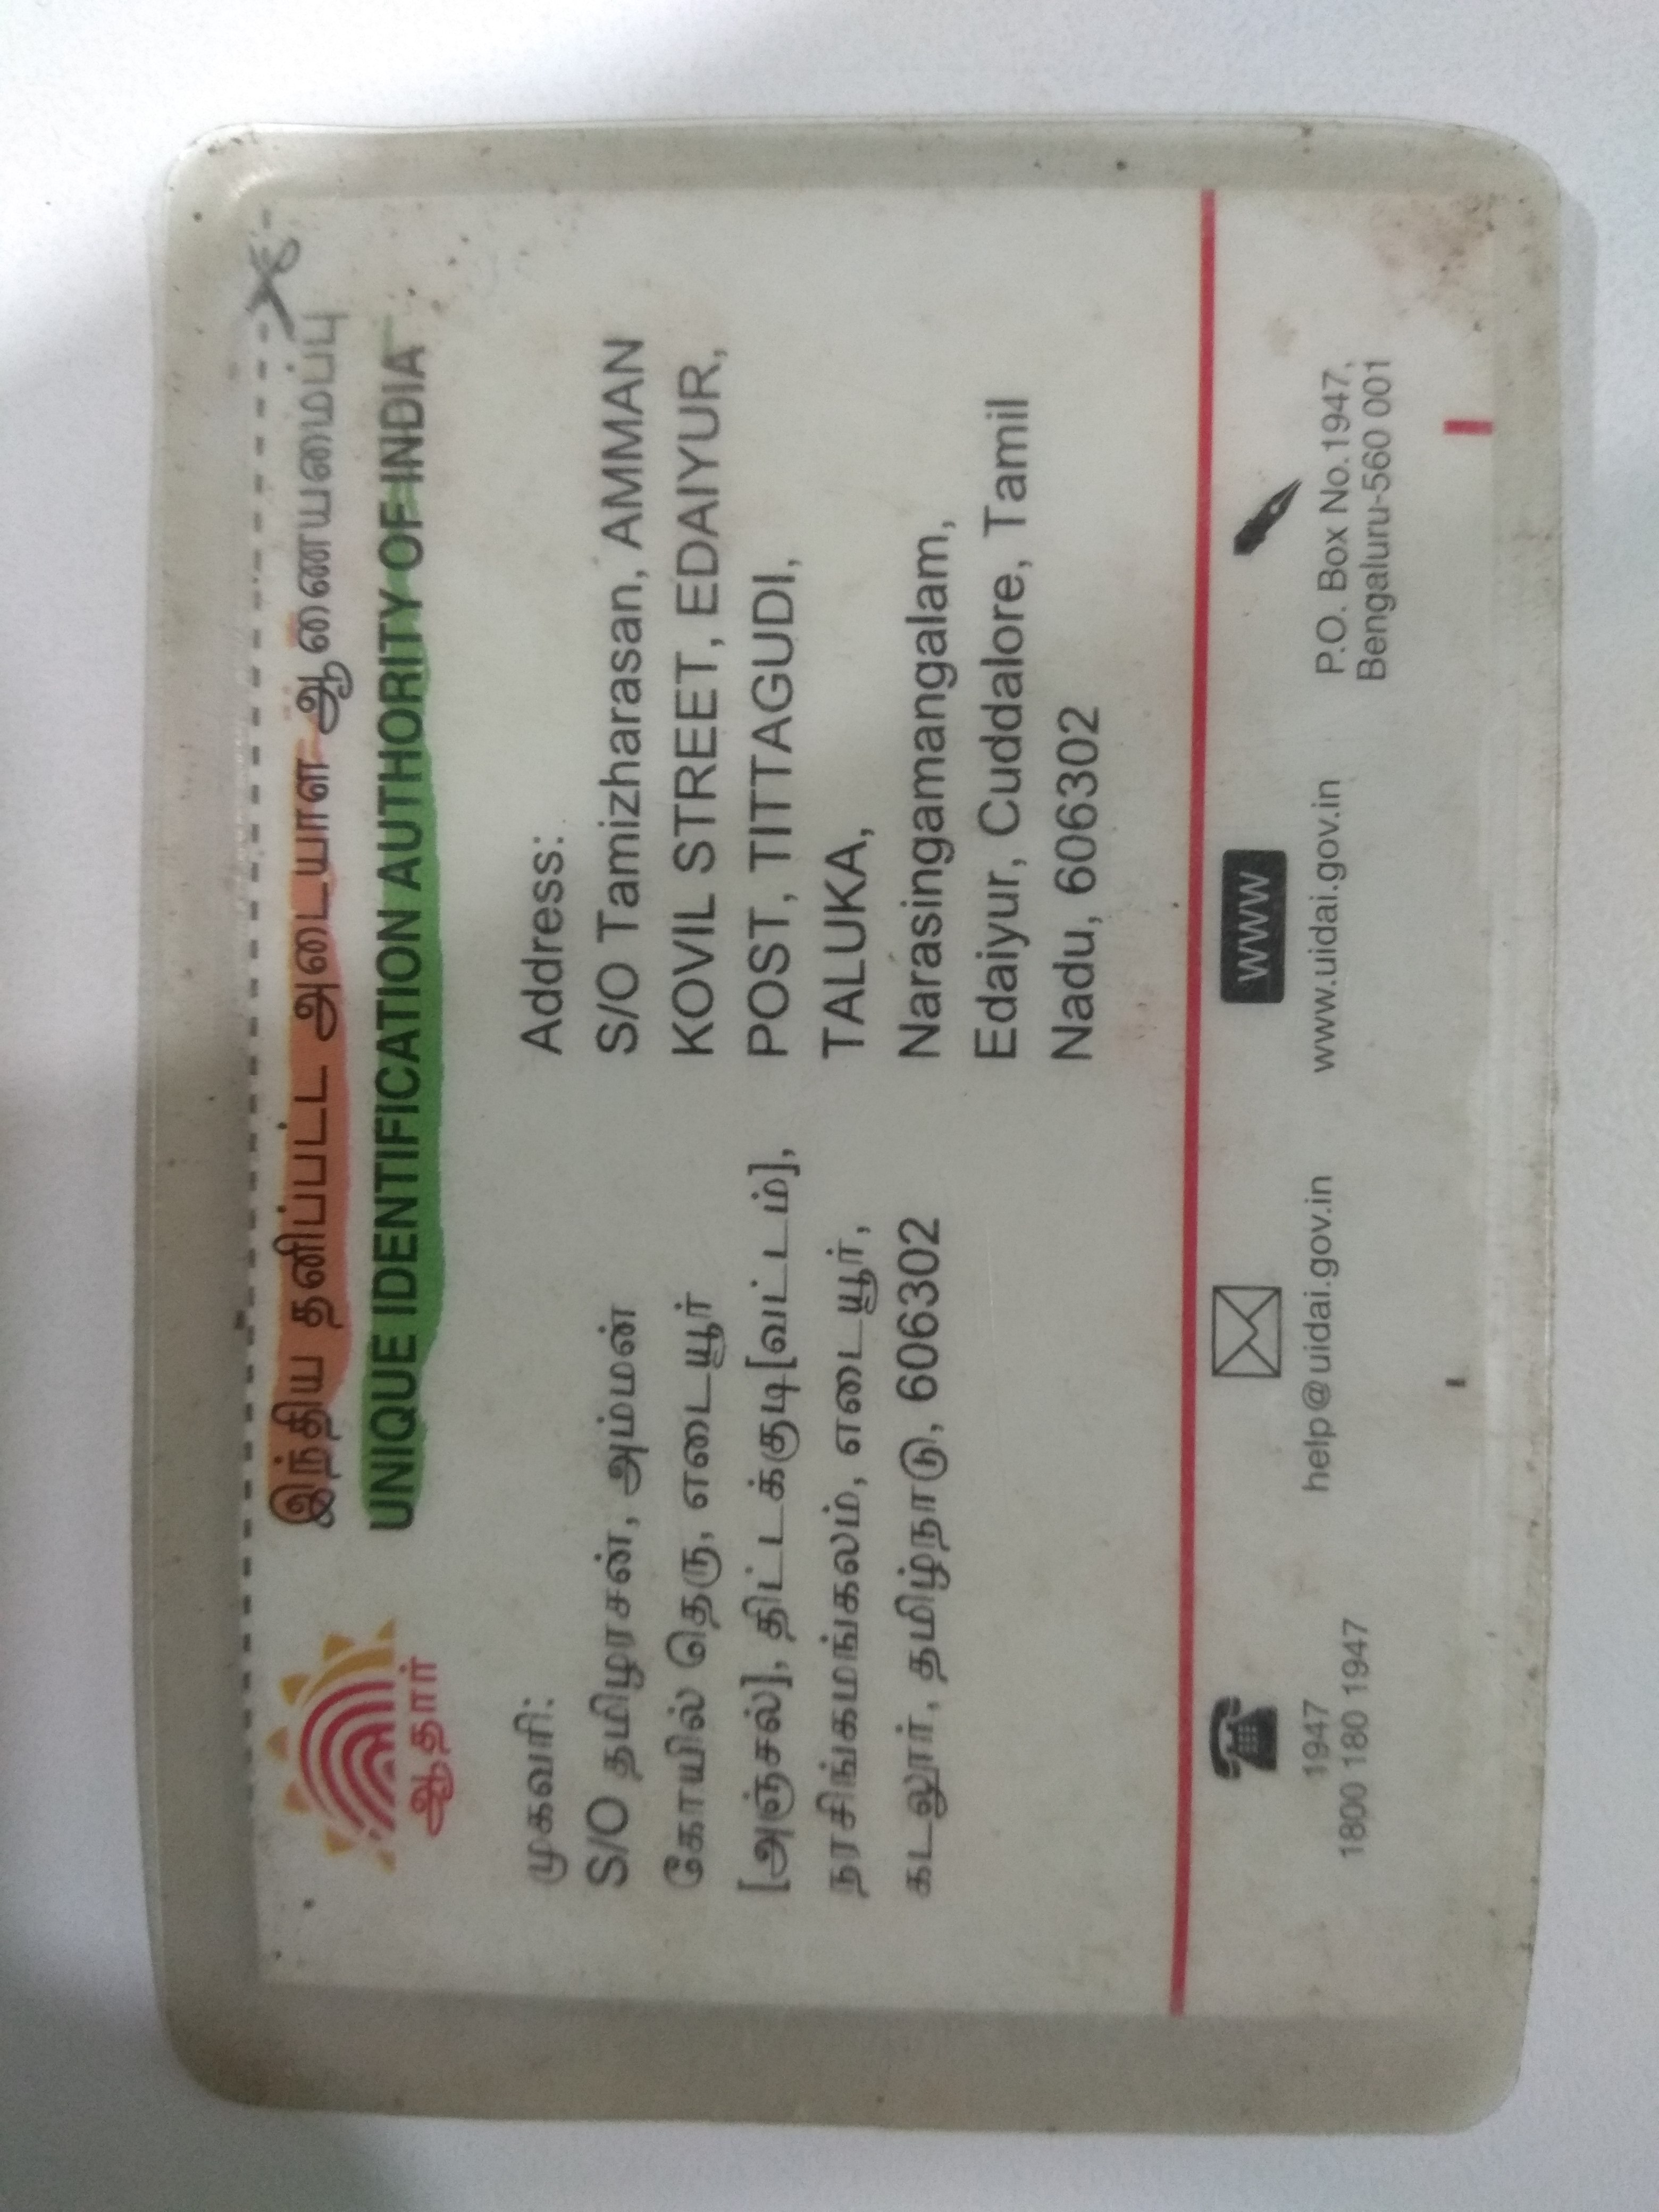 இந்திய தனிப்பட்ட அடையாள ஆணையமைப்பு
UNIQUE IDENTIFICATION AUTHORITY OF INDIA
ஆதார்
முகவரி:
S/O தமிழரசன், அம்மன்
கோயில் தெரு, எடையூர்
[அஞ்சல்], திட்டக்குடி[வட்டம்],
நரசிங்கமங்கலம், எடையூர்,
கடலூர், தமிழ்நாடு, 606302
Address:
S/O Tamizharasan, AMMAN
KOVIL STREET, EDAIYUR,
POST, TITTAGUDI,
TALUKA,
Narasingamangalam,
Edaiyur, Cuddalore, Tamil
Nadu, 606302
1947
1800 180 1947
help@uidai.gov.in
WWW
www.uidai.gov.in
P.O. Box No.1947,
Bengaluru-560 001